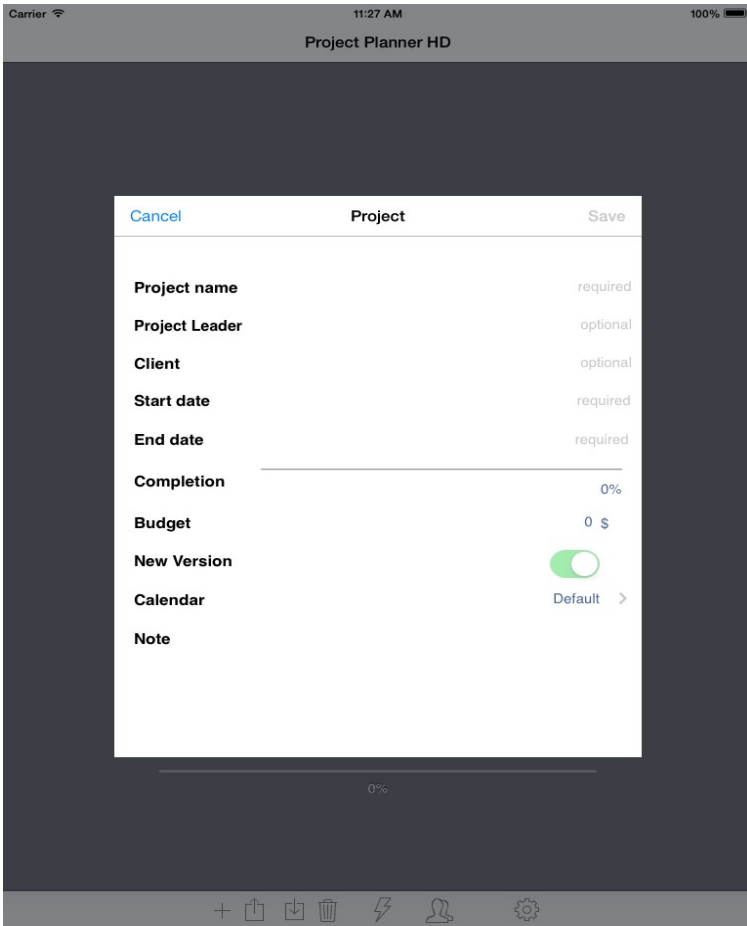 Carrier 11:27 AM 100%
Project Planner HD
Cancel Project Save
Project name required
Project Leader optional
Client optional
Start date required
End date required
Completion 0%
Budget 0 $
New Version
Calendar Default
Note
0%